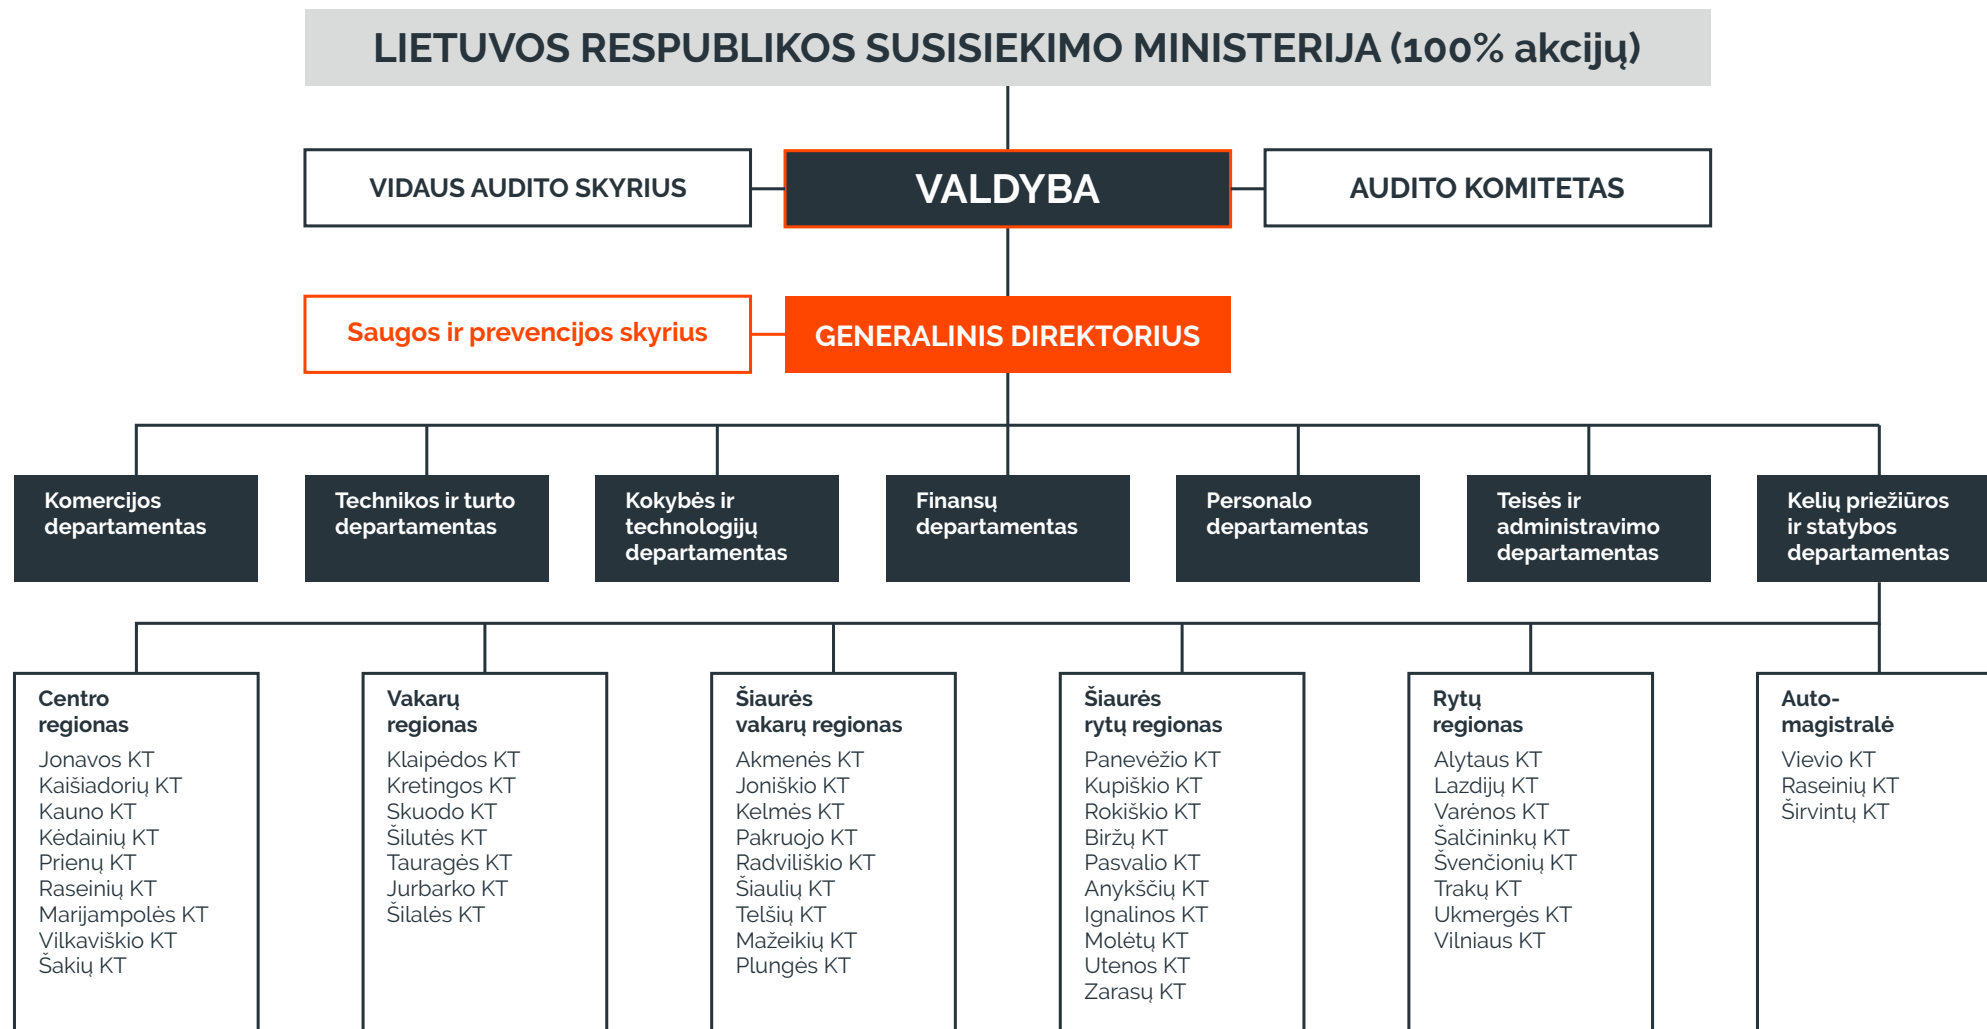 LIETUVOS RESPUBLIKOS SUSISIEKIMO MINISTERIJA (100% akcijų)
VIDAUS AUDITO SKYRIUS
VALDYBA
AUDITO KOMITETAS
Saugos ir prevencijos skyrius
GENERALINIS DIREKTORIUS
Komercijos
departamentas
Technikos ir turto
departamentas
Kokybės ir
technologijų
departamentas
Finansų
departamentas
Personalo
departamentas
Teisės ir
administravimo
departamentas
Kelių priežiūros
ir statybos
departamentas
Centro
regionas
Jonavos KT
Kaišiadorių KT
Kauno KT
Kėdainių KT
Prienų KT
Raseinių KT
Marijampolės KT
Vilkaviškio KT
Šakių KT
Vakarų
regionas
Klaipėdos KT
Kretingos KT
Skuodo KT
Šilutės KT
Tauragės KT
Jurbarko KT
Šilalės KT
Šiaurės
vakarų regionas
Akmenės KT
Joniškio KT
Kelmės KT
Pakruojo KT
Radviliškio KT
Šiaulių KT
Telšių KT
Mažeikių KT
Plungės KT
Šiaurės
rytų regionas
Panevėžio KT
Kupiškio KT
Rokiškio KT
Biržų KT
Pasvalio KT
Anykščių KT
Ignalinos KT
Molėtų KT
Utenos KT
Zarasų KT
Rytų
regionas
Alytaus KT
Lazdijų KT
Varėnos KT
Šalčininkų KT
Švenčionių KT
Trakų KT
Ukmergės KT
Vilniaus KT
Auto-
magistralė
Vievio KT
Raseinių KT
Širvintų KT